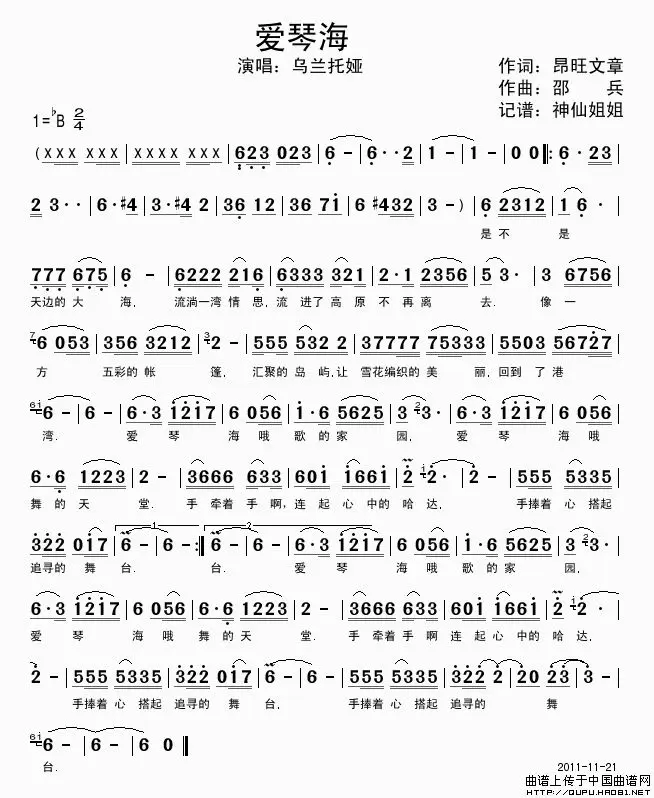 爱琴海
演唱：乌兰托娅
作词：昂旺文章
作曲：邵 兵
记谱：神仙姐姐
1=♭B 2/4
(XXX XXX | XXXX XXX | 623 023 | 6 - | 6· ·2 | 1 - | 1 - | 0 0 |: 6· 23 |
2 3· · | 6· #4 | 3· #4 2 | 36 12 | 36 71 | 6 #432 | 3 - ) | 6 2312 | 1 6 · |
是 不 是
777 675 | 6 - | 6222 216 | 6333 321 | 2·1 2356 | 5 3· | 3 6756 |
天边的 大 海, 流淌一湾 情 思, 流 进了 高 原 不 再 离 去. 像 一
7 6 053 | 356 3212 | 3 2 - | 555 532 2 | 37777 75333 | 5503 56727 |
方 五彩的 帐 篷, 汇聚的 岛 屿,让 雪花编织的 美 丽,回到 了 港
6i 6 - | 6 - | 6·3 1217 | 6 056 | 1·6 5625 | 3 2 3· | 6·3 1217 | 6 056 |
湾. 爱 琴 海 哦 歌 的 家 园, 爱 琴 海 哦
6·6 1223 | 2 - | 3666 633 | 601 1661 | 2 i 2· | 2 - | 555 5335 |
舞 的 天 堂. 手 牵着 手 啊,连 起 心 中的 哈 达, 手捧着 心 搭起
322 017 | 1. 6 - | 6 - :| 2. 6 - | 6 - | 6·3 1217 | 6 056 | 1·6 5625 | 3 2 3· |
追寻的 舞 台. 台. 爱 琴 海 哦 歌 的 家 园,
6·3 1217 | 6 056 | 6·6 1223 | 2 - | 3666 633 | 601 1661 | 2 i 2 · |
爱 琴 海 哦 舞 的 天 堂. 手 牵着 手 啊 连 起 心 中的 哈 达,
2 - | 555 5335 | 322 017 | 6 - | 6 - | 555 5335 | 322 2 - | 0 2 3 |
手捧着 心 搭起 追寻的 舞 台, 手捧着 心 搭起 追寻的 舞
6i 6 - | 6 - | 6 0 ‖
台.
2011-11-21
曲谱上传于中国曲谱网
HTTP://QUPU.HAO81.NET